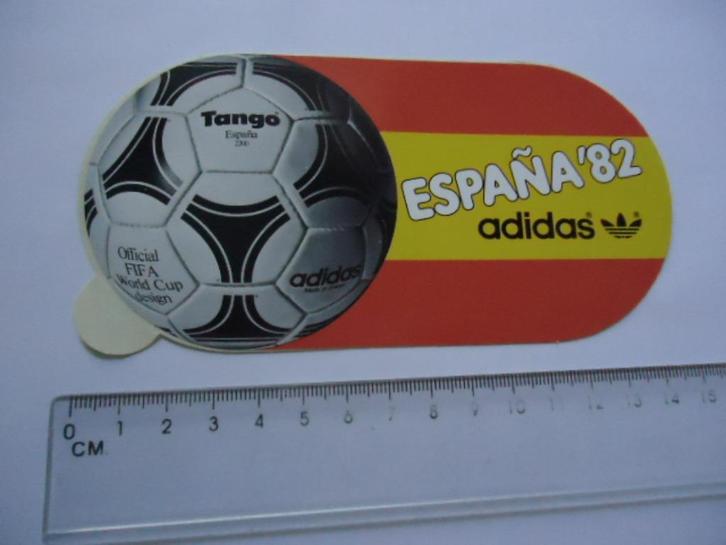 Tango
España
2200
Official
FIFA
World Cup
design
adidas
ESPAÑA'82
adidas
0 1 2 3 4 5 6 7 8 9 10 11 12 13 14 15
CM